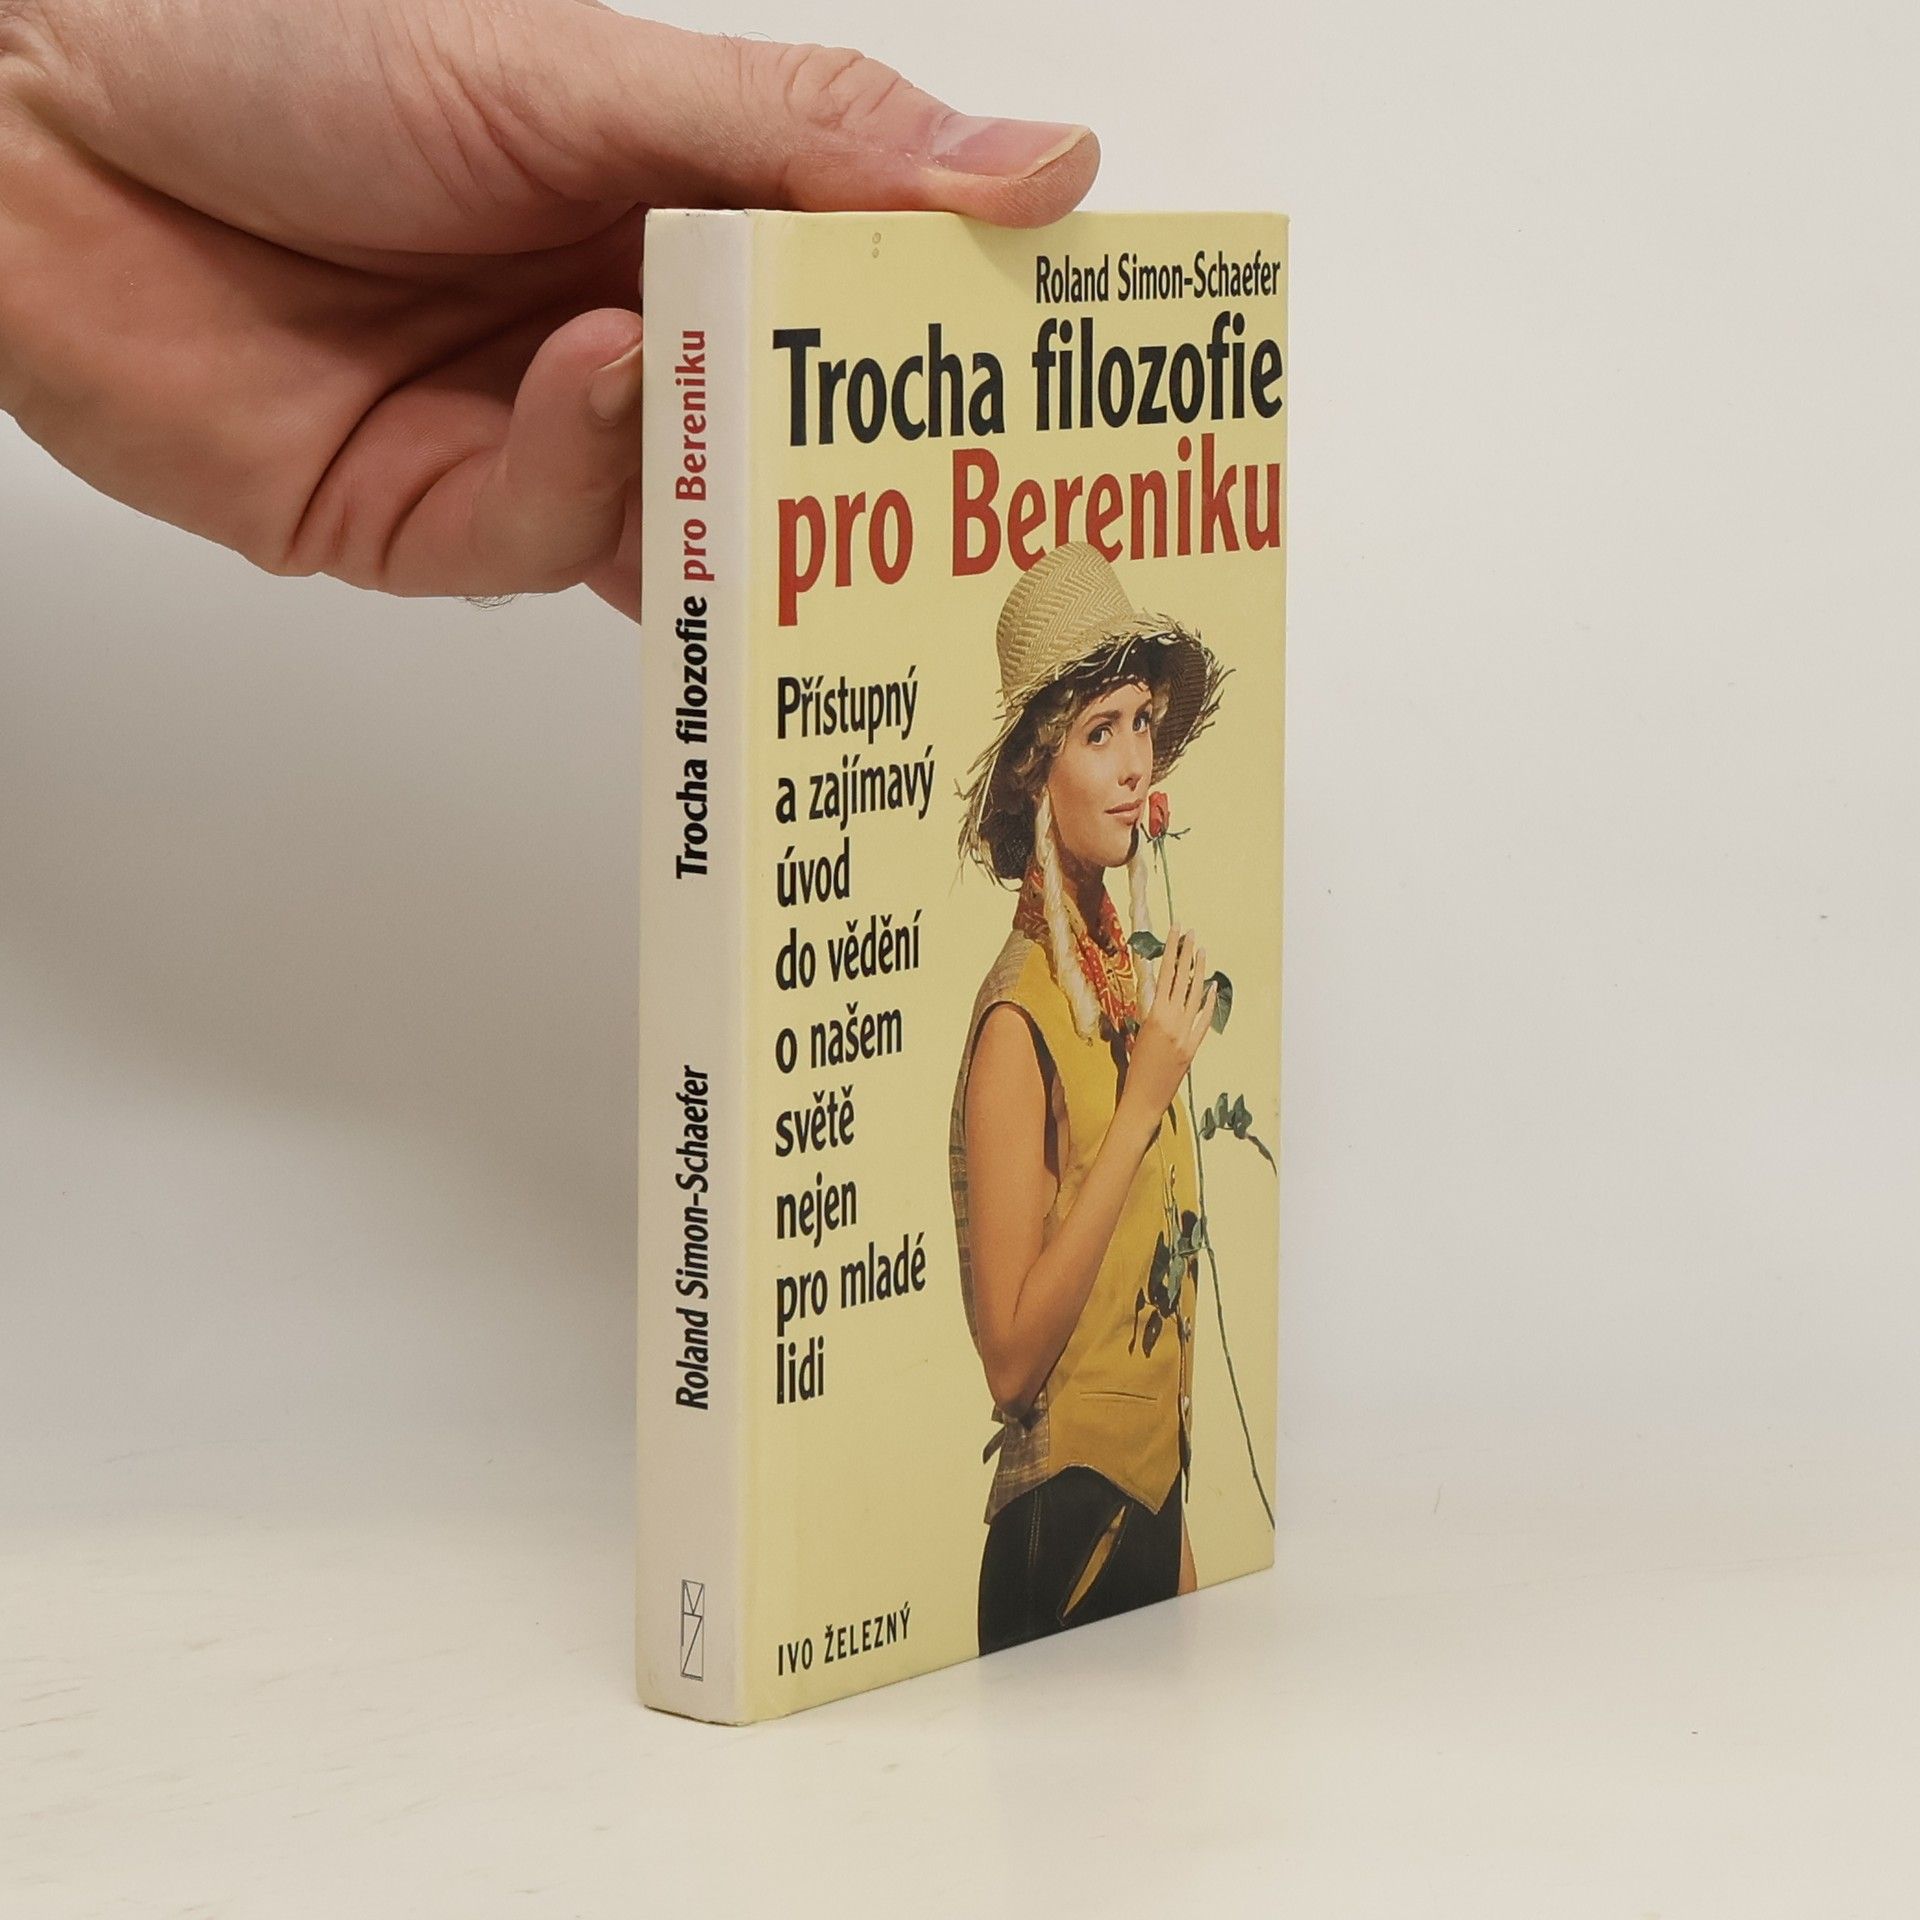 Roland Simon-Schaefer
Trocha filozofie
pro Bereniku
Přístupný
a zajímavý
úvod
do vědění
o našem
světě
nejen
pro mladé
lidi
IVO ŽELEZNÝ
Roland Simon-Schaefer Trocha filozofie pro Bereniku